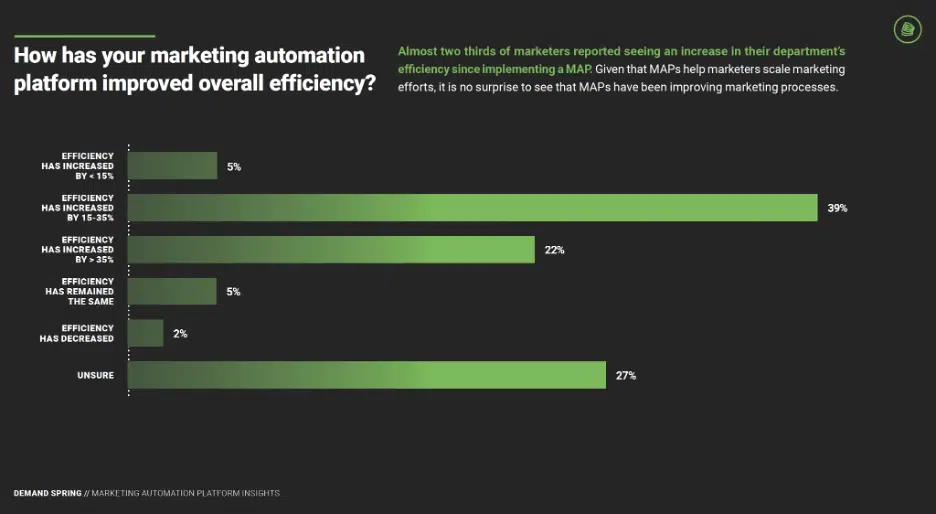 How has your marketing automation
platform improved overall efficiency?
Almost two thirds of marketers reported seeing an increase in their department's
efficiency since implementing a MAP. Given that MAPs help marketers scale marketing
efforts, it is no surprise to see that MAPs have been improving marketing processes.
EFFICIENCY
HAS INCREASED
BY < 15%
5%
EFFICIENCY
HAS INCREASED
BY 15-35%
39%
EFFICIENCY
HAS INCREASED
BY > 35%
22%
EFFICIENCY
HAS REMAINED
THE SAME
5%
EFFICIENCY
HAS DECREASED
2%
UNSURE
27%
DEMAND SPRING // MARKETING AUTOMATION PLATFORM INSIGHTS